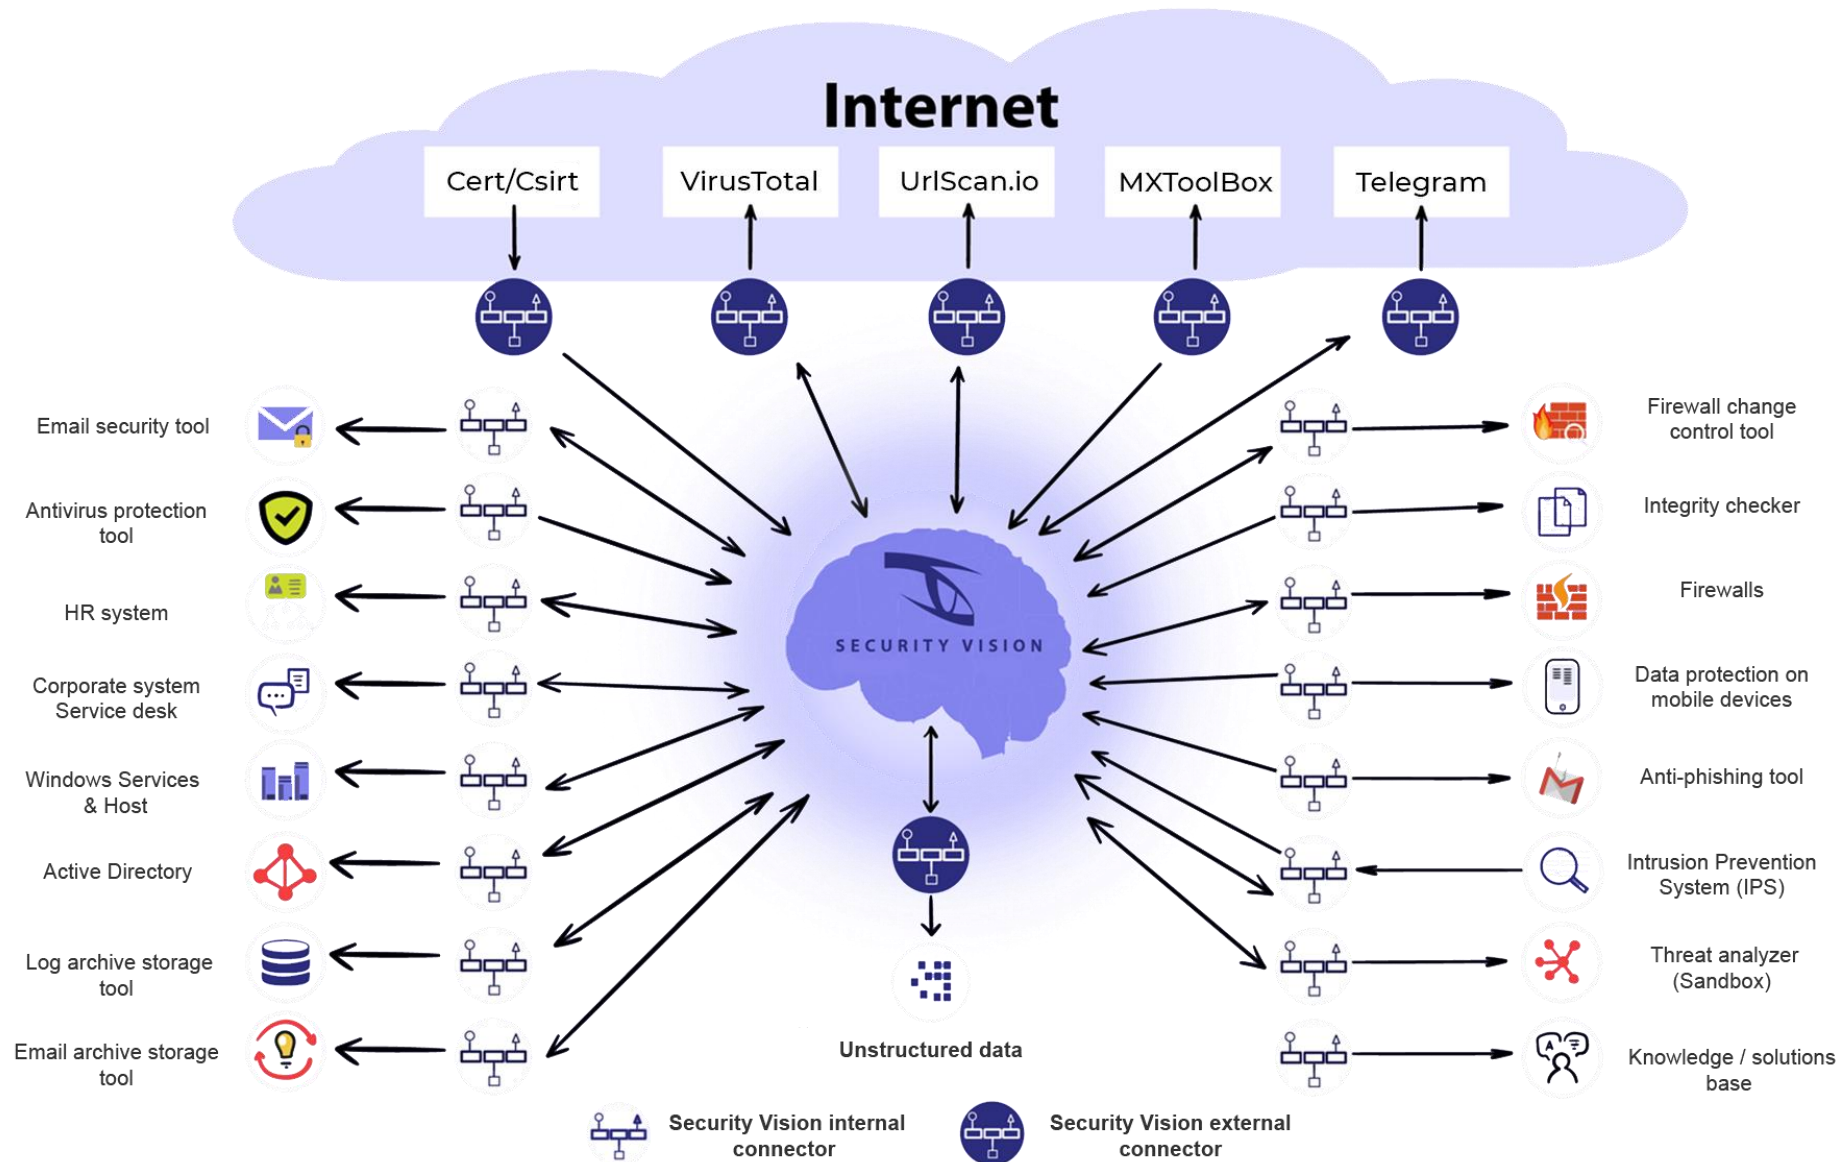 Internet
Cert/Csirt
VirusTotal
UrlScan.io
MXToolBox
Telegram
Email security tool
Antivirus protection
tool
HR system
Corporate system
Service desk
Windows Services
& Host
Active Directory
Log archive storage
tool
Email archive storage
tool
SECURITY VISION
Unstructured data
Firewall change
control tool
Integrity checker
Firewalls
Data protection on
mobile devices
Anti-phishing tool
Intrusion Prevention
System (IPS)
Threat analyzer
(Sandbox)
A
Knowledge / solutions
base
Security Vision internal
connector
Security Vision external
connector